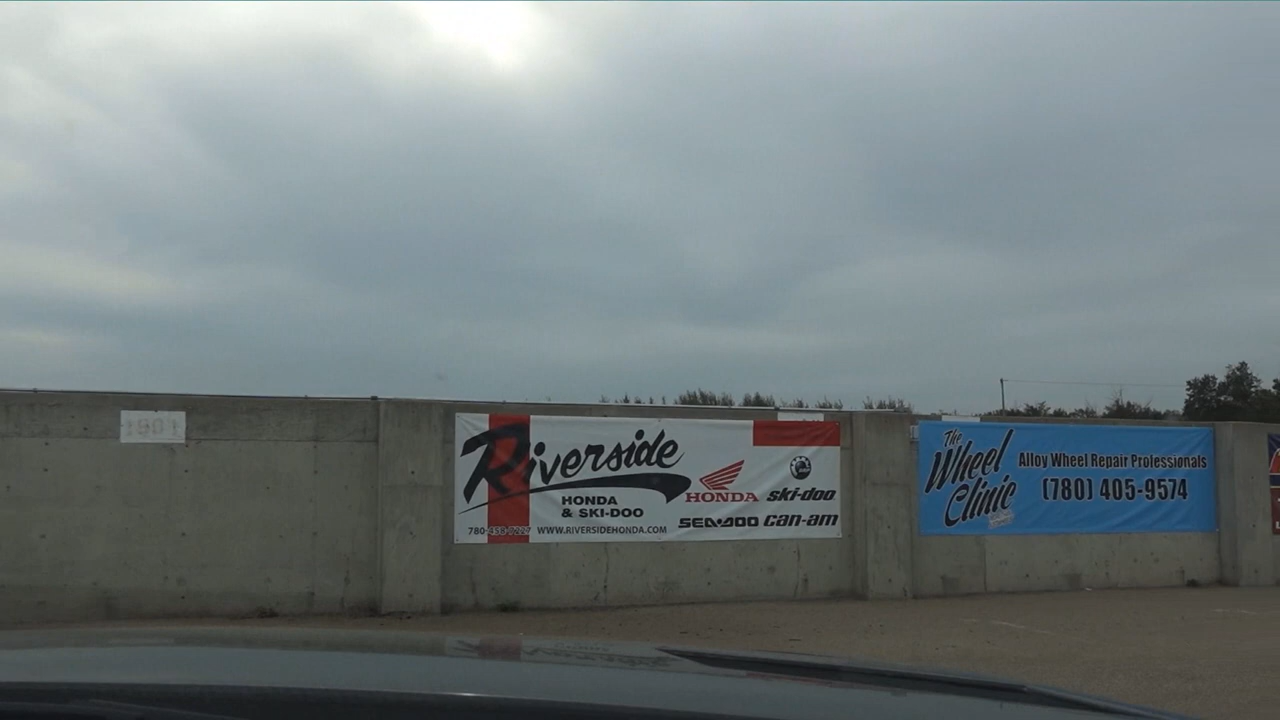 1901
Riverside
HONDA
& SKI-DOO
WWW.RIVERSIDEHONDA.COM
HONDA
ski-doo
SEA-DOO can-am
The
Wheel
Clinic
Alloy Wheel Repair Professionals
(780) 405-9574